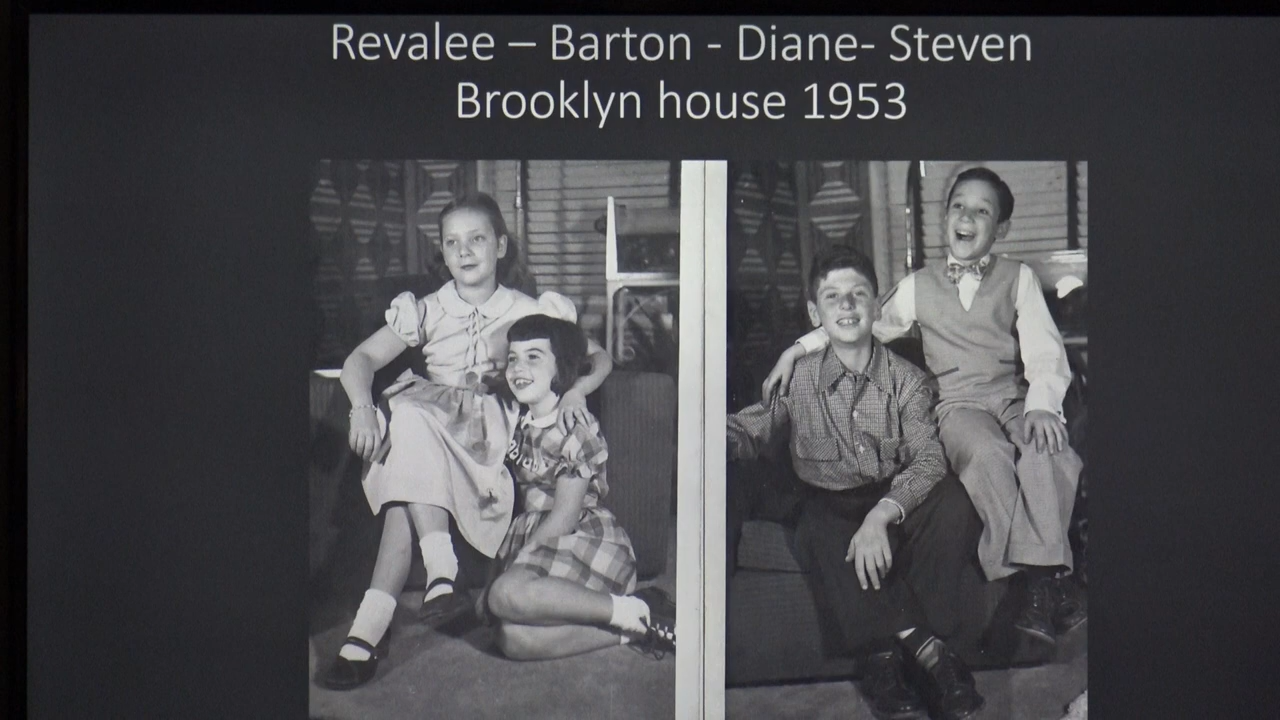 Revalee – Barton - Diane- Steven
Brooklyn house 1953